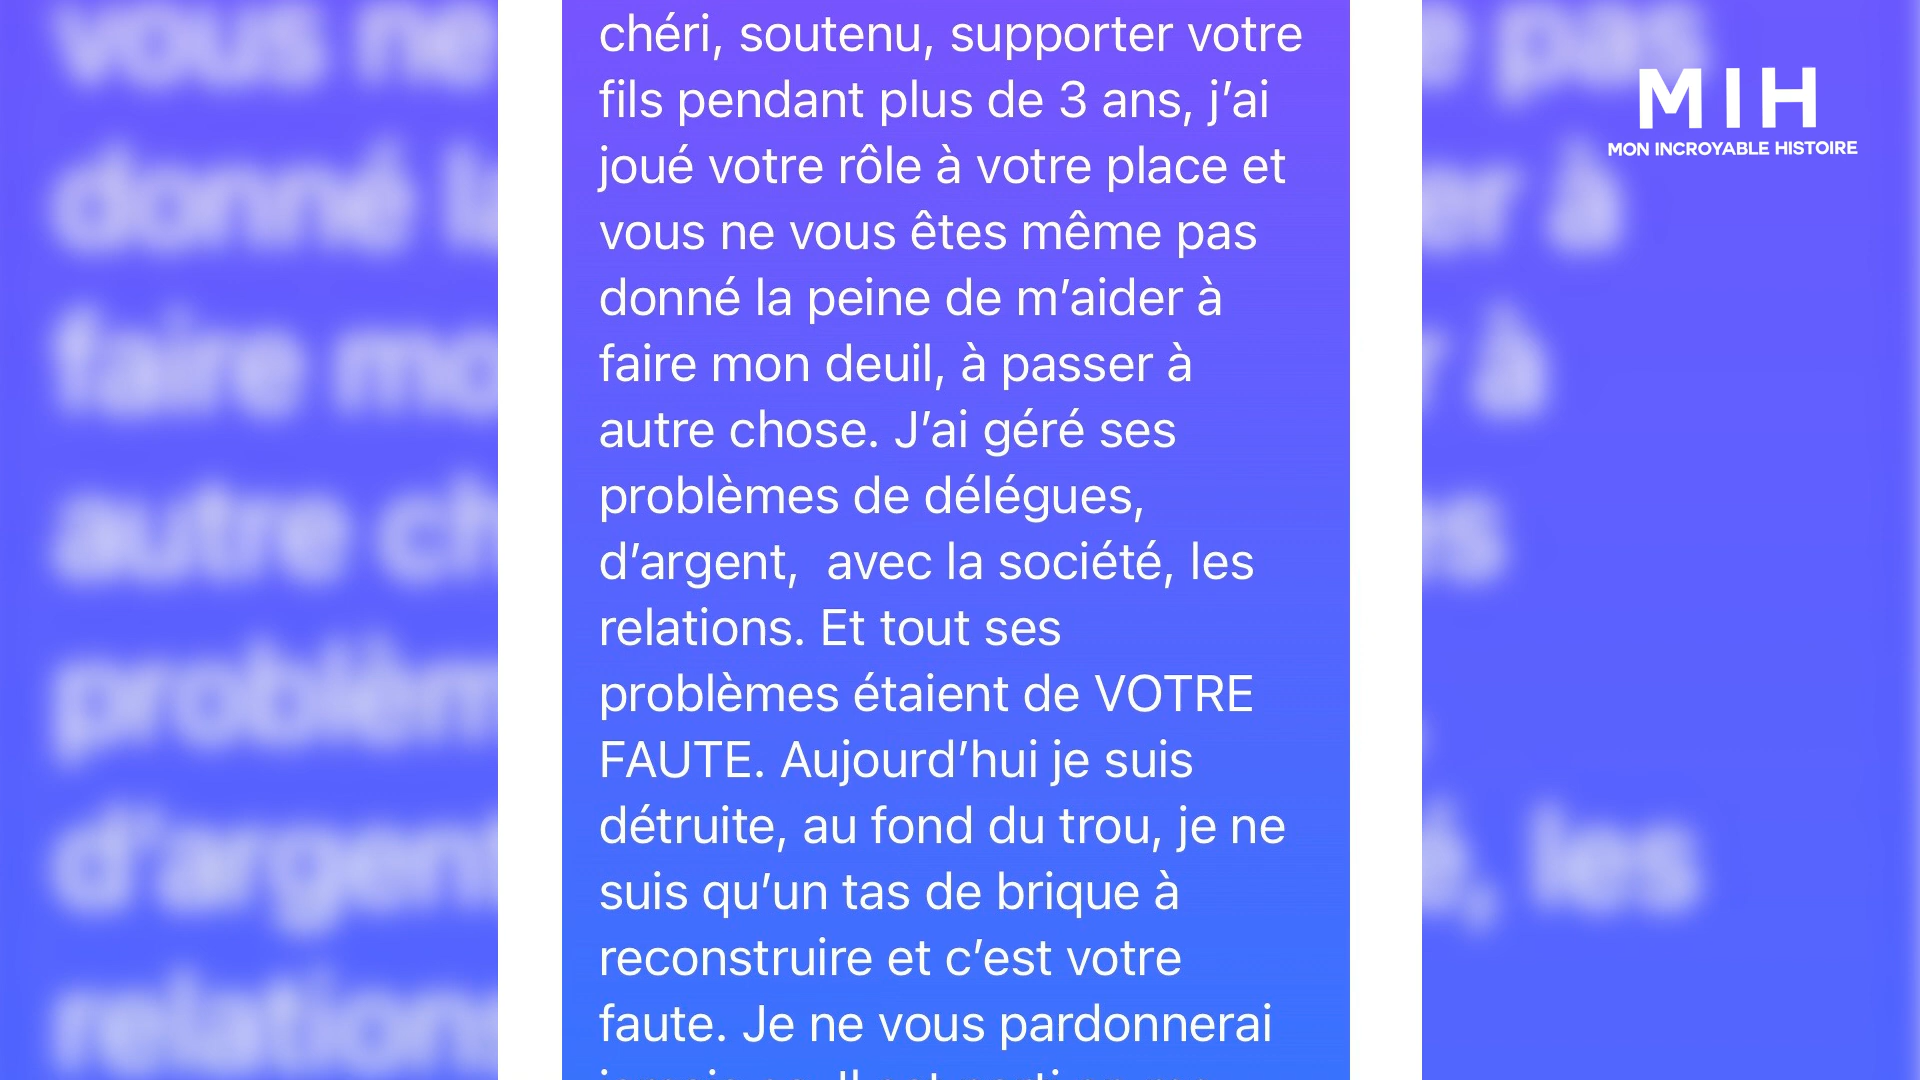 chéri, soutenu, supporter votre
fils pendant plus de 3 ans, j’ai
joué votre rôle à votre place et
vous ne vous êtes même pas
donné la peine de m’aider à
faire mon deuil, à passer à
autre chose. J’ai géré ses
problèmes de délégues,
d’argent,  avec la société, les
relations. Et tout ses
problèmes étaient de VOTRE
FAUTE. Aujourd’hui je suis
détruite, au fond du trou, je ne
suis qu’un tas de brique à
reconstruire et c’est votre
faute. Je ne vous pardonnerai
MIH
MON INCROYABLE HISTOIRE